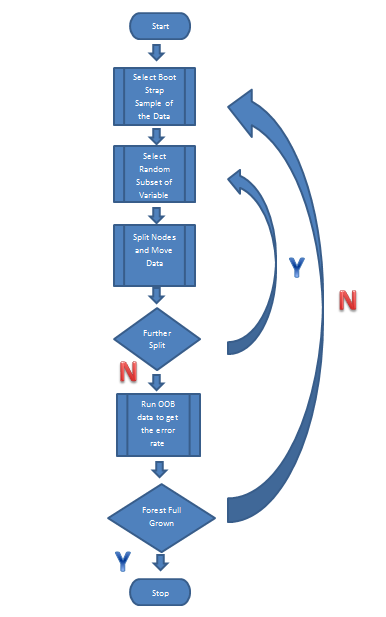 Start
Select Boot
Strap
Sample of
the Data
Select
Random
Subset of
Variable
Split Nodes
and Move
Data
Y
N
Further
Split
N
Run OOB
data to get
the error
rate
Forest Full
Grown
Y
Stop